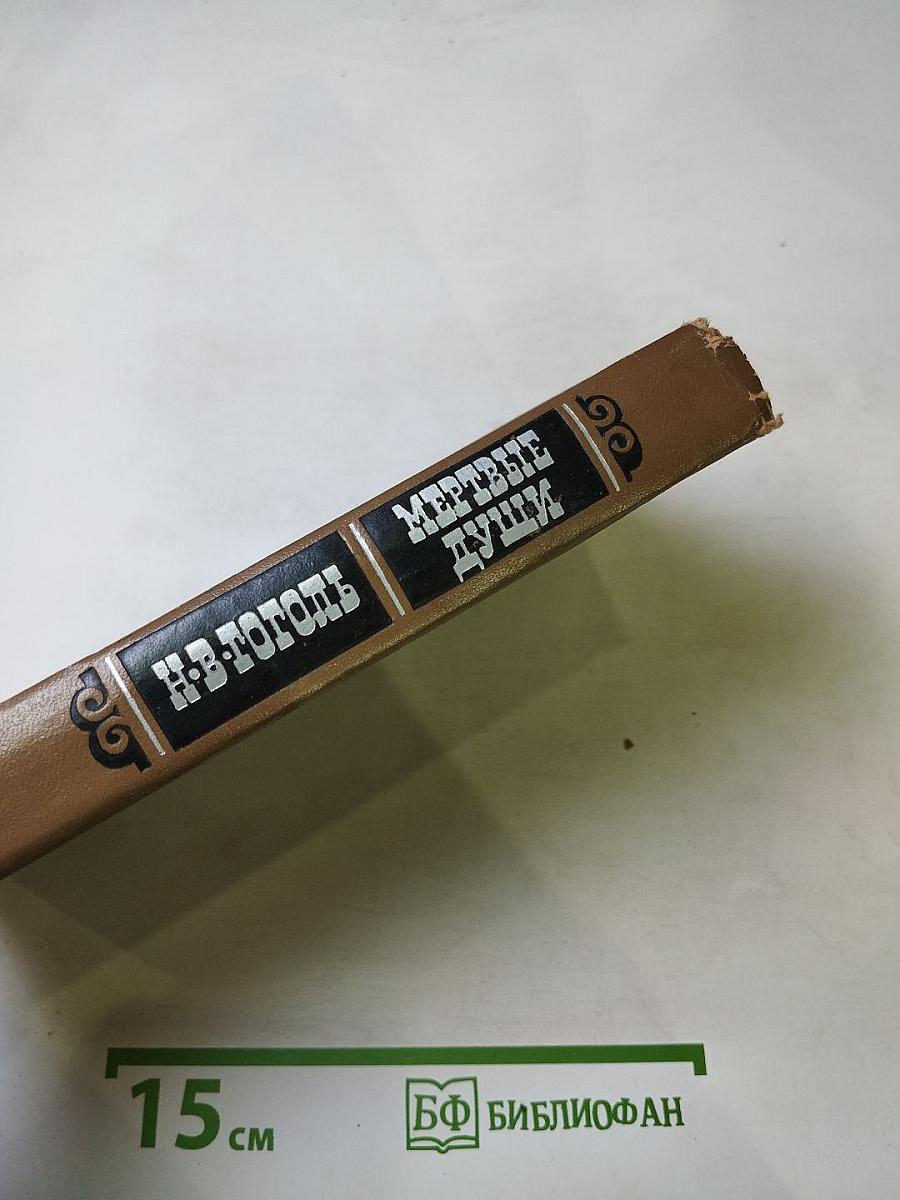 Н·В·ГОГОЛЬ
МЕРТВЫЕ
ДУШИ
15 см
БФ БИБЛИОФАН